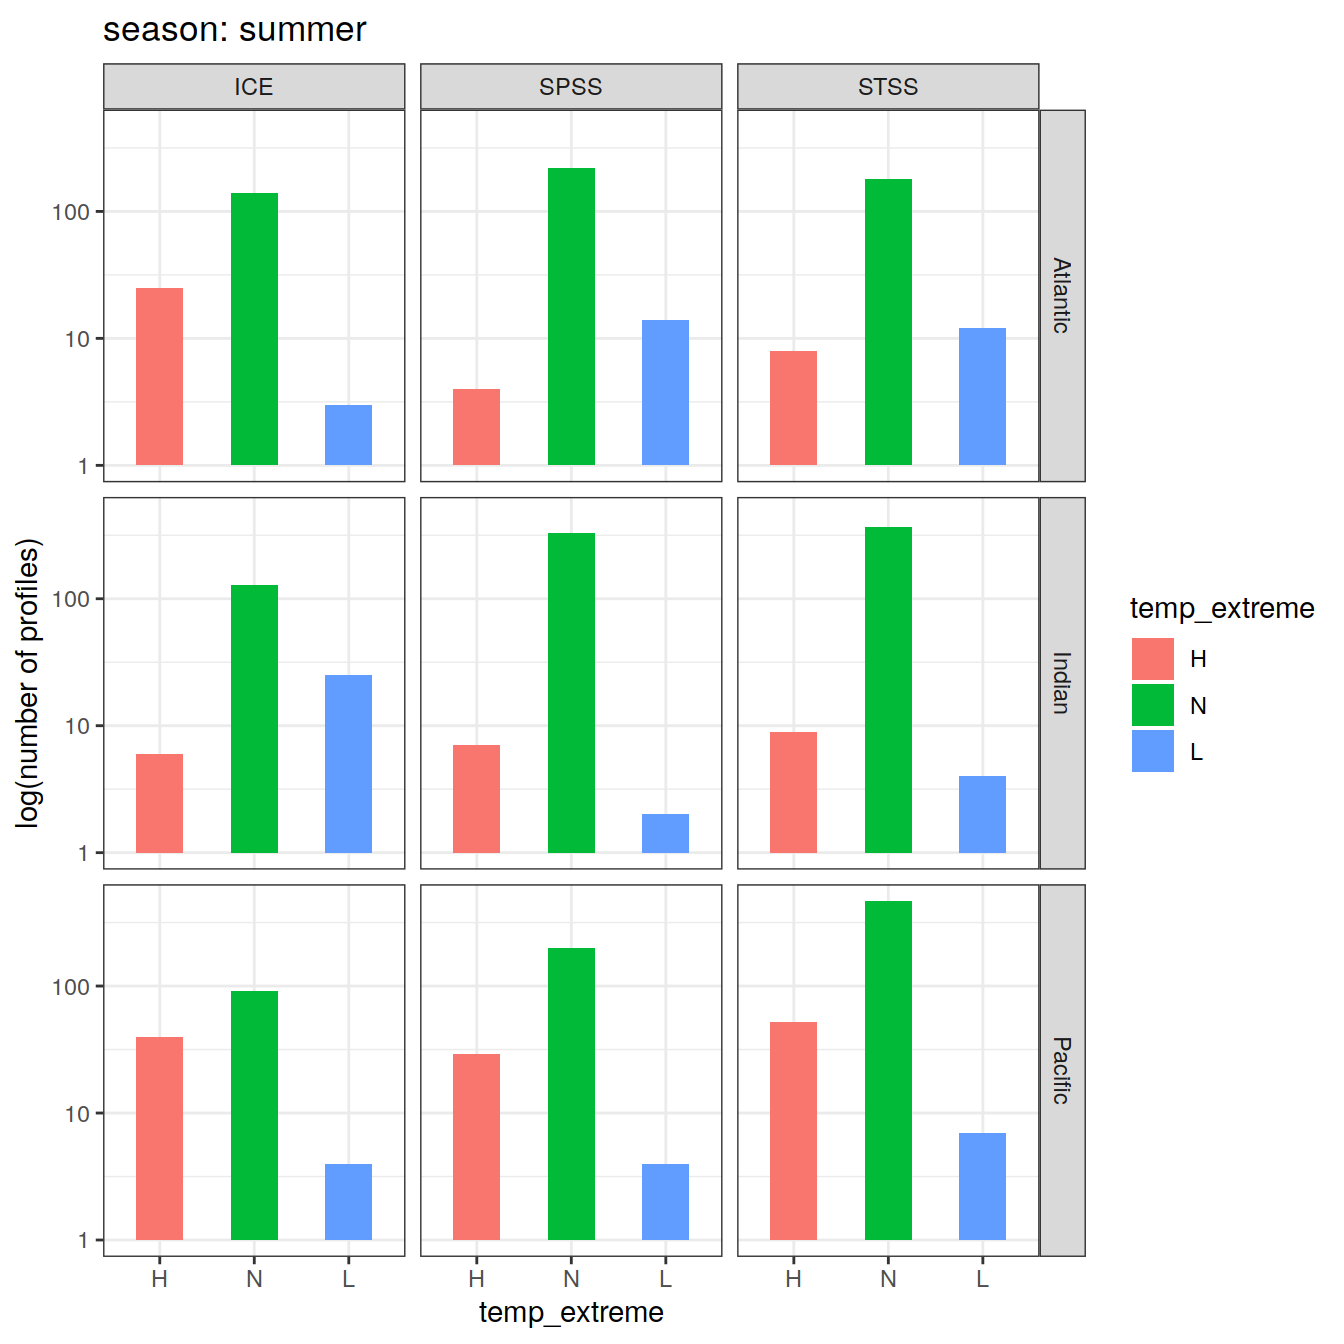 season: summer
ICE SPSS STSS
Atlantic
100
10
1
Indian
100
10
1
Pacific
100
10
1
log(number of profiles)
H N L H N L H N L
temp_extreme
temp_extreme
H
N
L